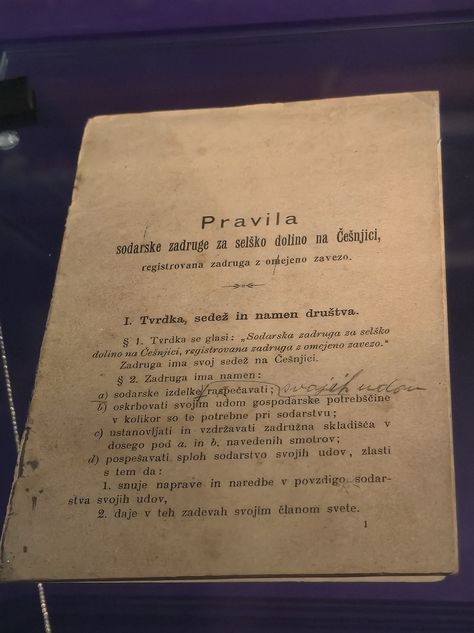 Pravila
sodarske zadruge za selško dolino na Češnjici,
registrovana zadruga z omejeno zavezo.
I. Tvrdka, sedež in namen društva.
§ 1. Tvrdka se glasi: „Sodarska zadruga za selško
dolino na Češnjici, registrovana zadruga z omejeno zavezo."
Zadruga ima svoj sedež na Češnjici.
§ 2. Zadruga ima namen:
a) sodarske izdelke razpečavati; svojih udov
b) oskrbovati svojim udom gospodarske potrebščine
v kolikor so te potrebne pri sodarstvu;
c) ustanovljati in vzdržavati zadružna skladišča v
dosego pod a. in b. navedenih smotrov;
d) pospeševati sploh sodarstvo svojih udov, zlasti
s tem da:
1. snuje naprave in naredbe v povzdigo sodar-
stva svojih udov,
2. daje v teh zadevah svojim članom svete.
1